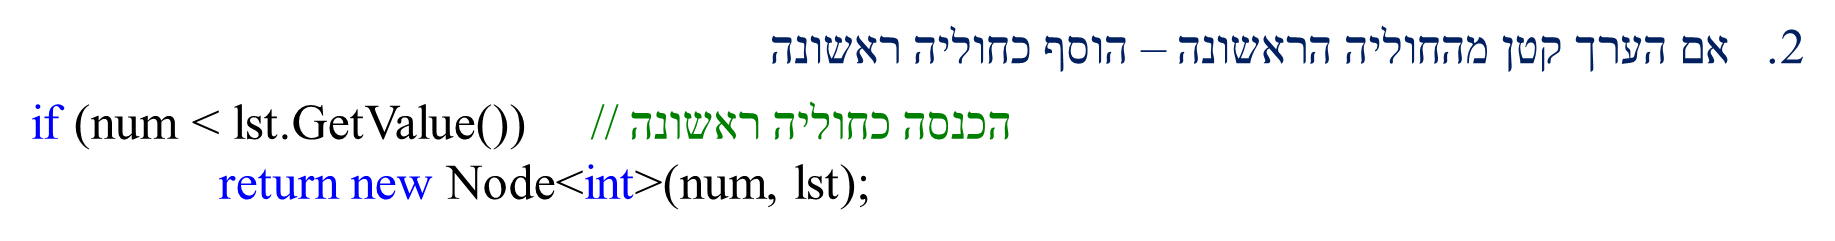 2. אם הערך קטן מהחוליה הראשונה – הוסף כחוליה ראשונה
if (num < lst.GetValue()) // הכנסה כחוליה ראשונה
return new Node<int>(num, lst);